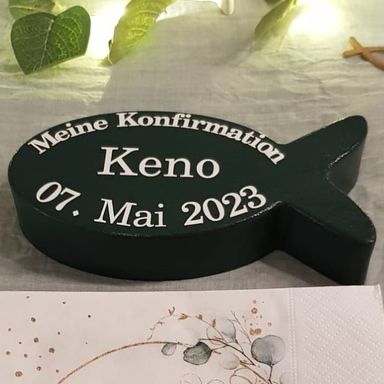 Meine Konfirmation
Keno
07. Mai 2023